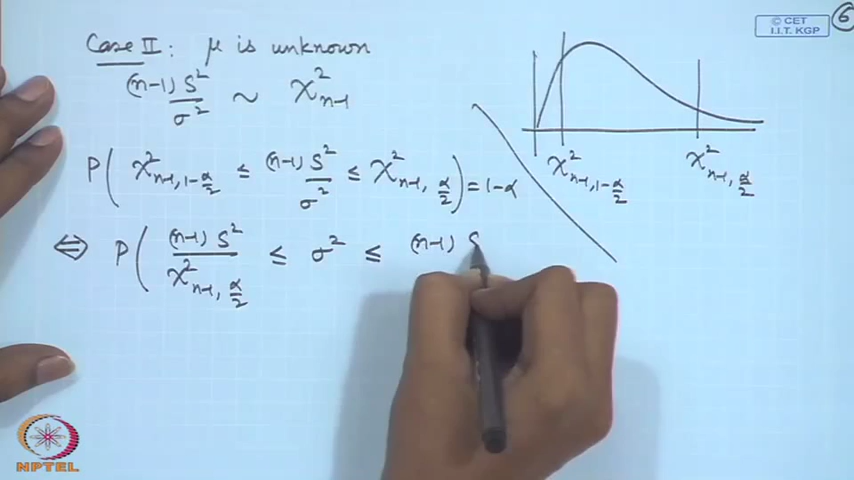 © CET
I.I.T. KGP
6
Case II: μ is unknown
(n-1) S² / σ² ~ χ²_{n-1}
P( χ²_{n-1, 1-α/2} ≤ (n-1) S² / σ² ≤ χ²_{n-1, α/2} ) = 1-α
⇔ P( (n-1) S² / χ²_{n-1, α/2} ≤ σ² ≤ (n-1) S
χ²_{n-1, 1-α/2}
χ²_{n-1, α/2}
NPTEL